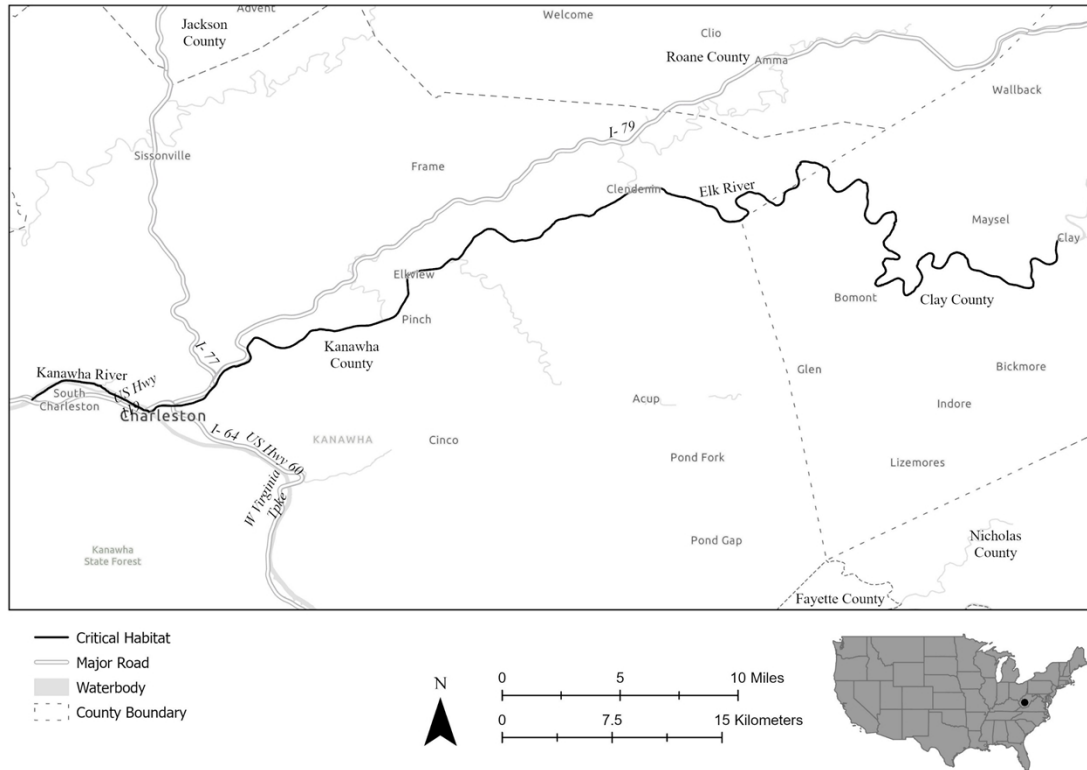 Advent
Jackson
County
Welcome
Clio
Roane County
Amma
Wallback
I- 79
Sissonville
Frame
Clendenin
Elk River
Maysel
Clay
Elkview
Bomont
Clay County
Pinch
Kanawha
County
I- 77
Glen
Bickmore
Kanawha River
US Hwy
119
South
Charleston
Charleston
Acup
Indore
I- 64
US Hwy 60
KANAWHA
Cinco
Pond Fork
Lizemores
W Virginia
Tpke
Kanawha
State Forest
Pond Gap
Nicholas
County
Fayette County
Critical Habitat
Major Road
Waterbody
County Boundary
N
0 5 10 Miles
0 7.5 15 Kilometers